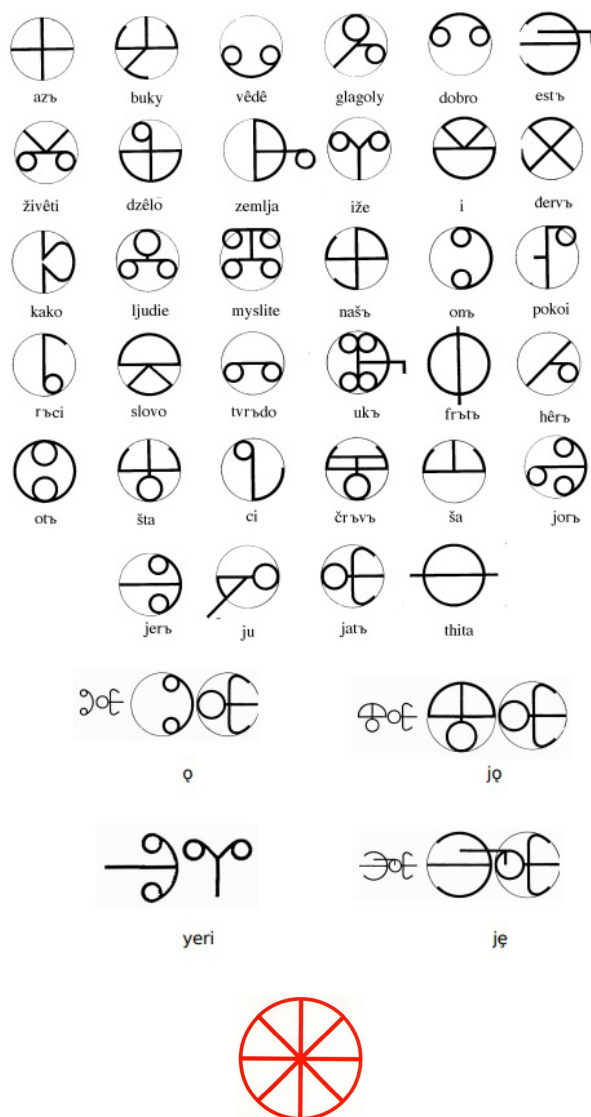 azъ buky vêdê glagoly dobro estъ
živêti dzêlo zemlja iže i đervъ
kako ljudie myslite našъ onъ pokoi
rъci slovo tvrъdo ukъ frъtъ hêrъ
otъ šta ci črъvъ ša jorъ
jerъ ju jatъ thita
ǫ jǫ
yeri ję